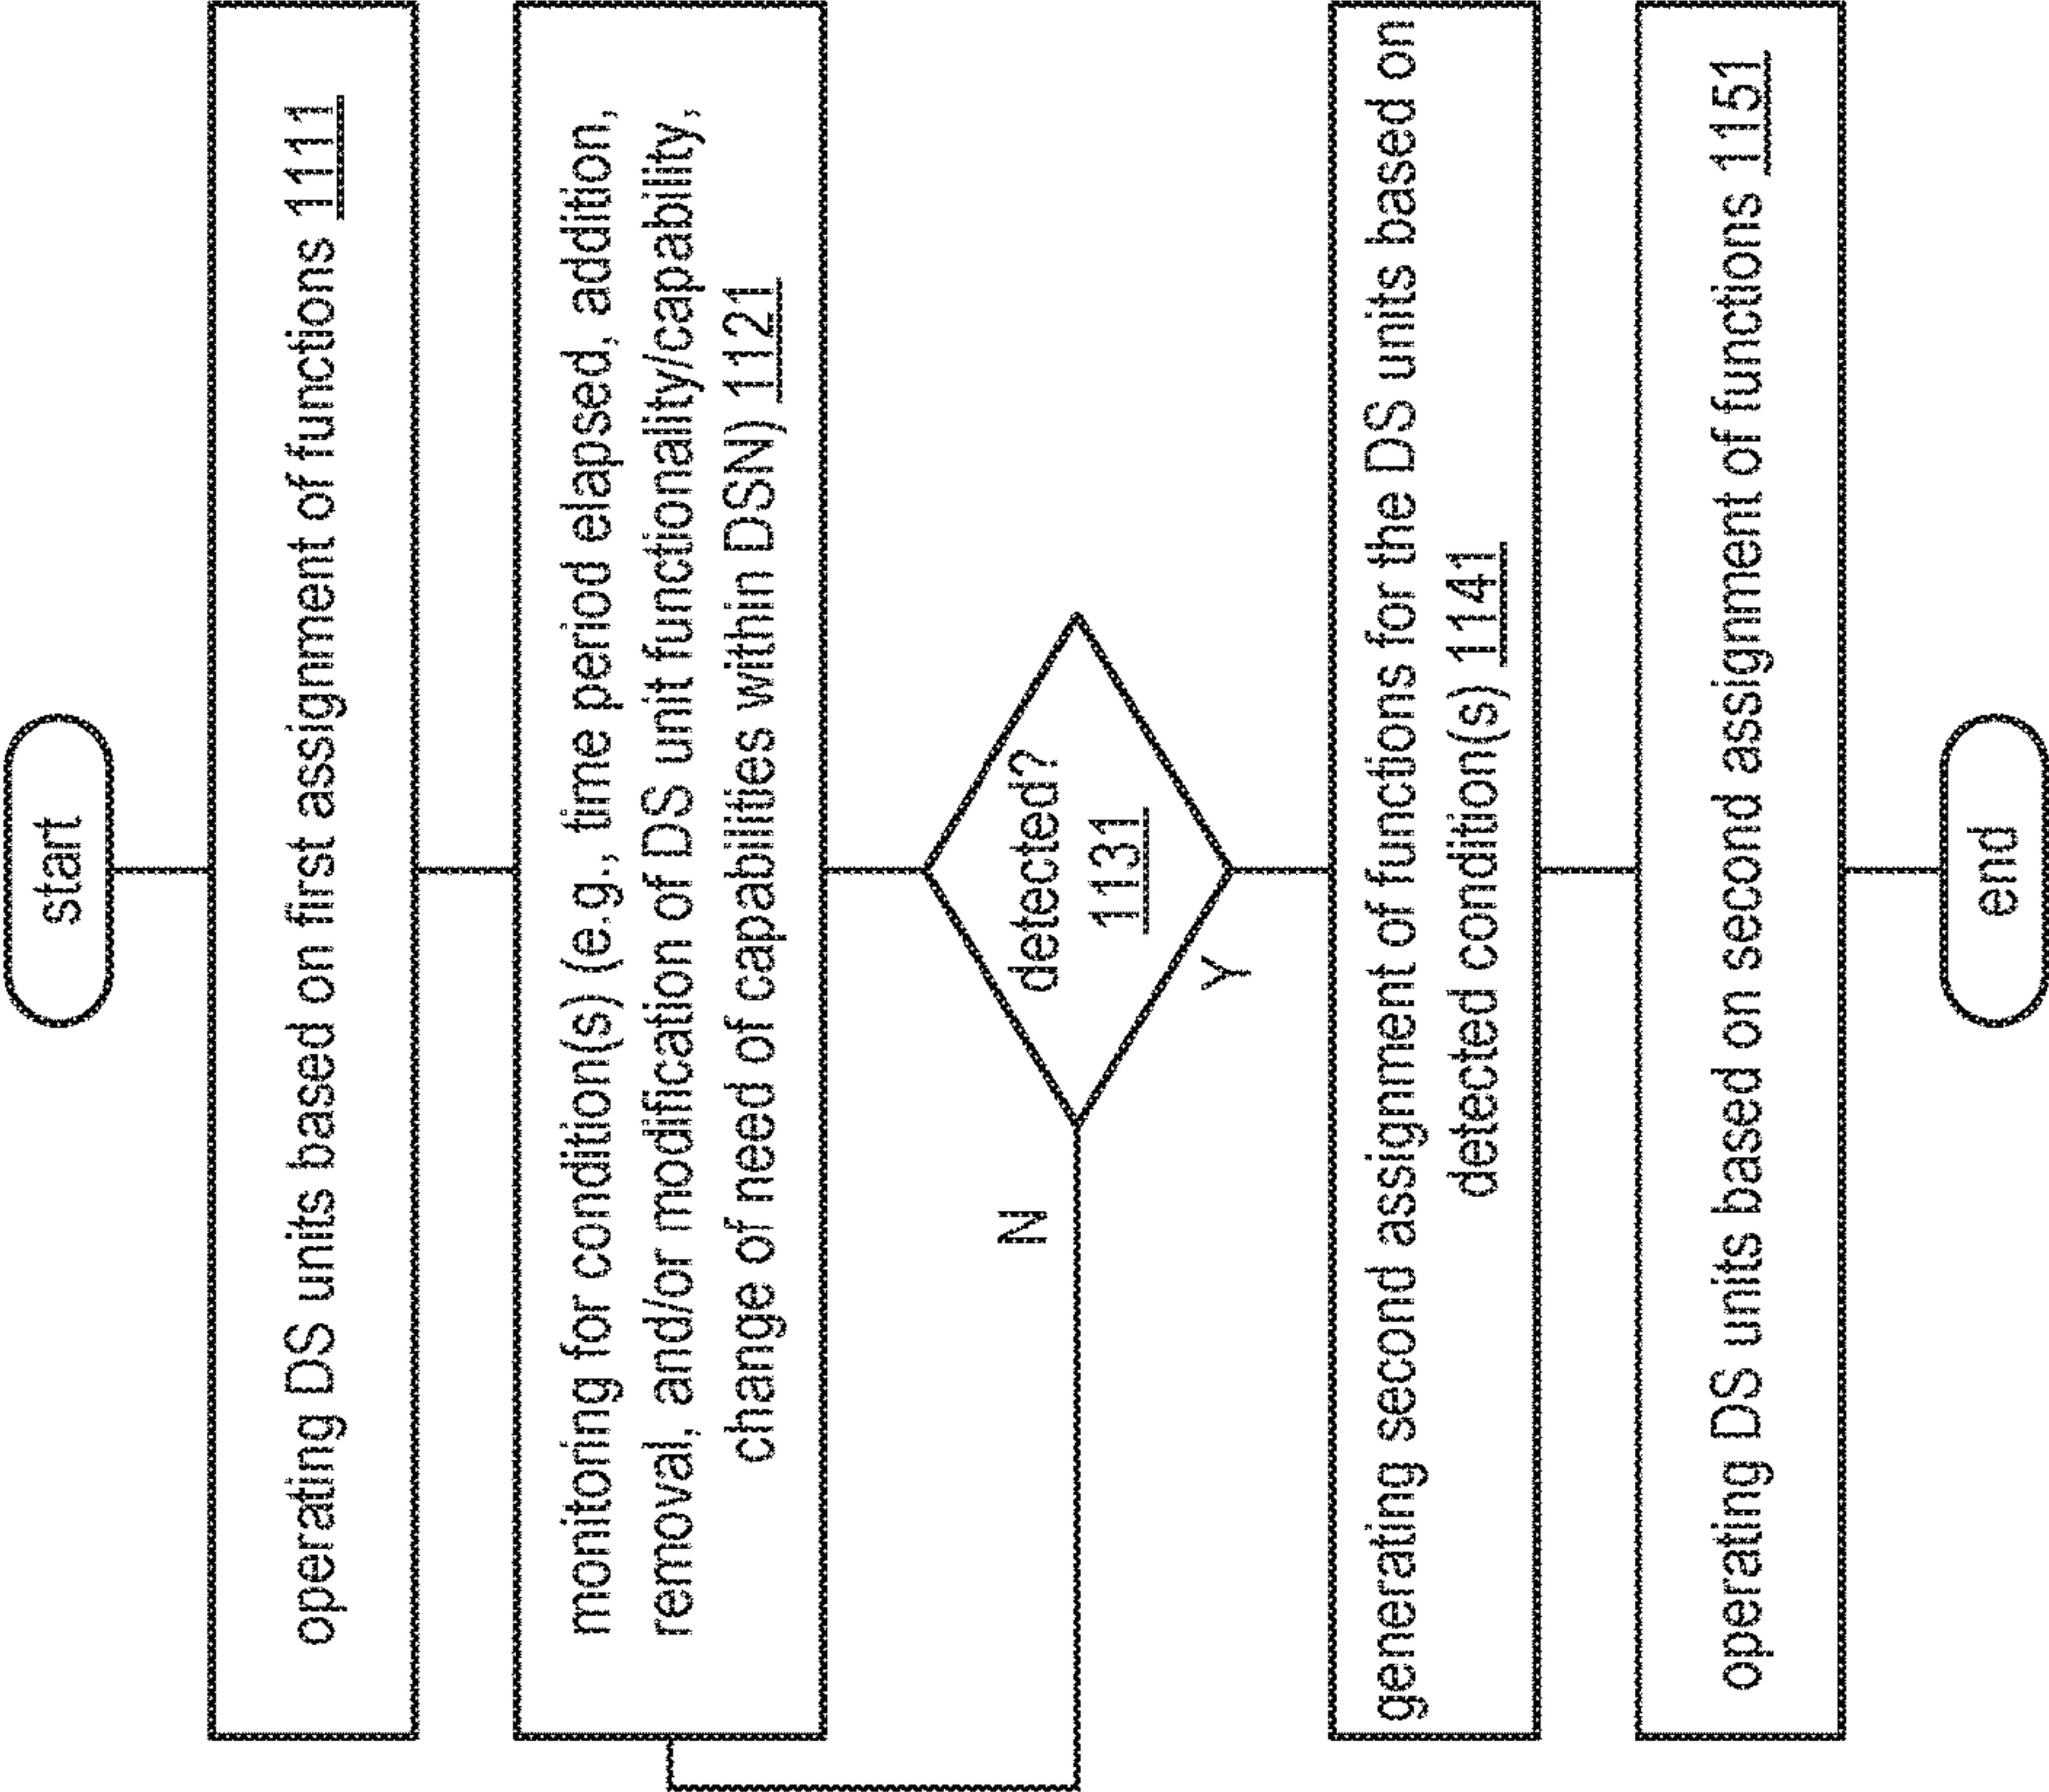 start
operating DS units based on first assignment of functions 1111
monitoring for condition(s) (e.g., time period elapsed, addition,
removal, and/or modification of DS unit functionality/capability,
change of need of capabilities within DSN) 1121
detected?
1131
N
Y
generating second assignment of functions for the DS units based on
detected condition(s) 1141
operating DS units based on second assignment of functions 1151
end